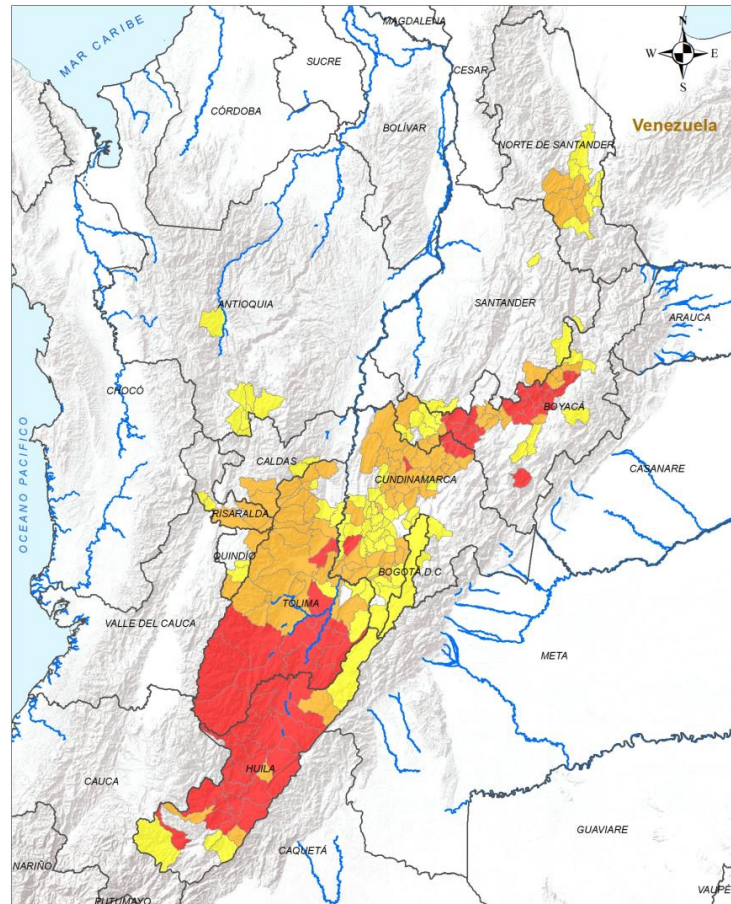 MAGDALENA
MAR CARIBE
SUCRE
CESAR
N
W E
S
CÓRDOBA
BOLÍVAR
Venezuela
NORTE DE SANTANDER
ANTIOQUIA
SANTANDER
ARAUCA
CHOCÓ
BOYACÁ
CALDAS
CUNDINAMARCA
CASANARE
OCEANO PACIFICO
RISARALDA
QUINDÍO
BOGOTÁ D.C
TOLIMA
VALLE DEL CAUCA
META
HUILA
CAUCA
GUAVIARE
CAQUETÁ
NARIÑO
PUTUMAYO
VAUPÉ